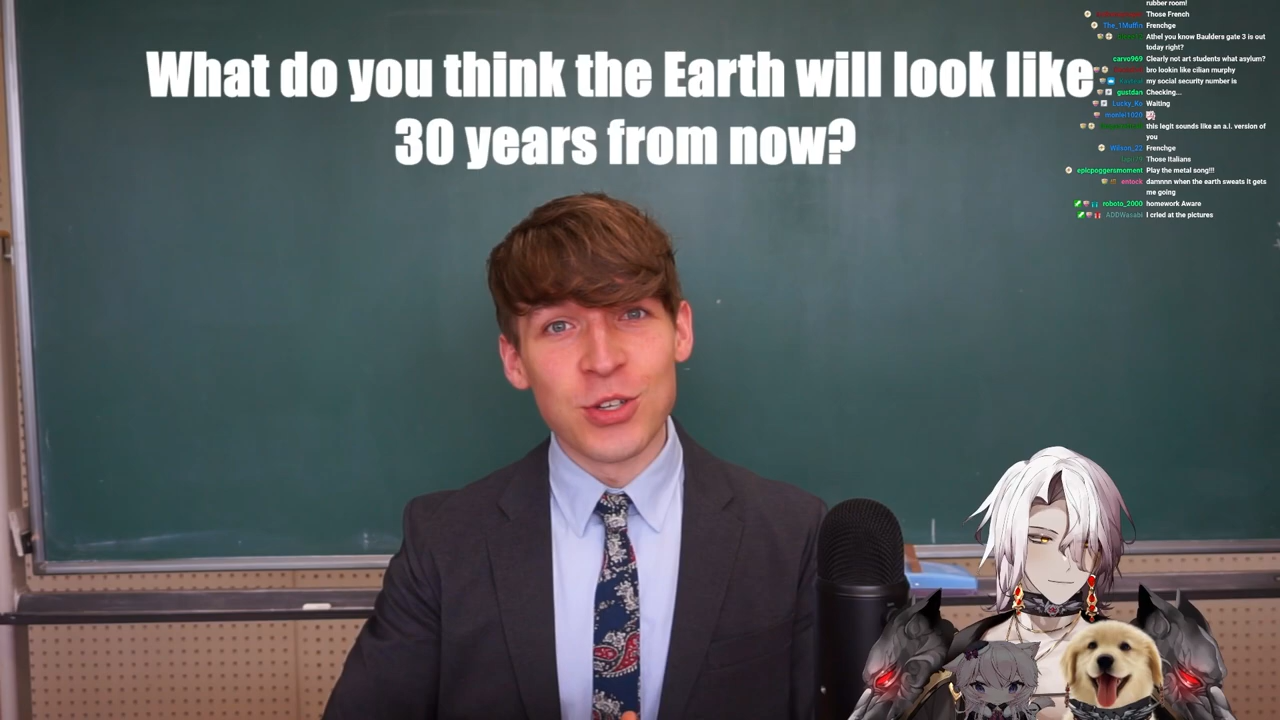 What do you think the Earth will look like
30 years from now?
rubber room!
Those French
The_1Muffin Frenchge
Athel you know Baulders gate 3 is out
today right?
carvo969 Clearly not art students what asylum?
bro lookin like cilian murphy
my social security number is
gustdan Checking...
Lucky_Ko Waiting
moniel1020
this legit sounds like an a.i. version of
you
Wilson_22 Frenchge
Those Italians
epicpoggersmoment Play the metal song!!!
entock damnnn when the earth sweats it gets
me going
roboto_2000 homework Aware
ADDWasabi I cried at the pictures